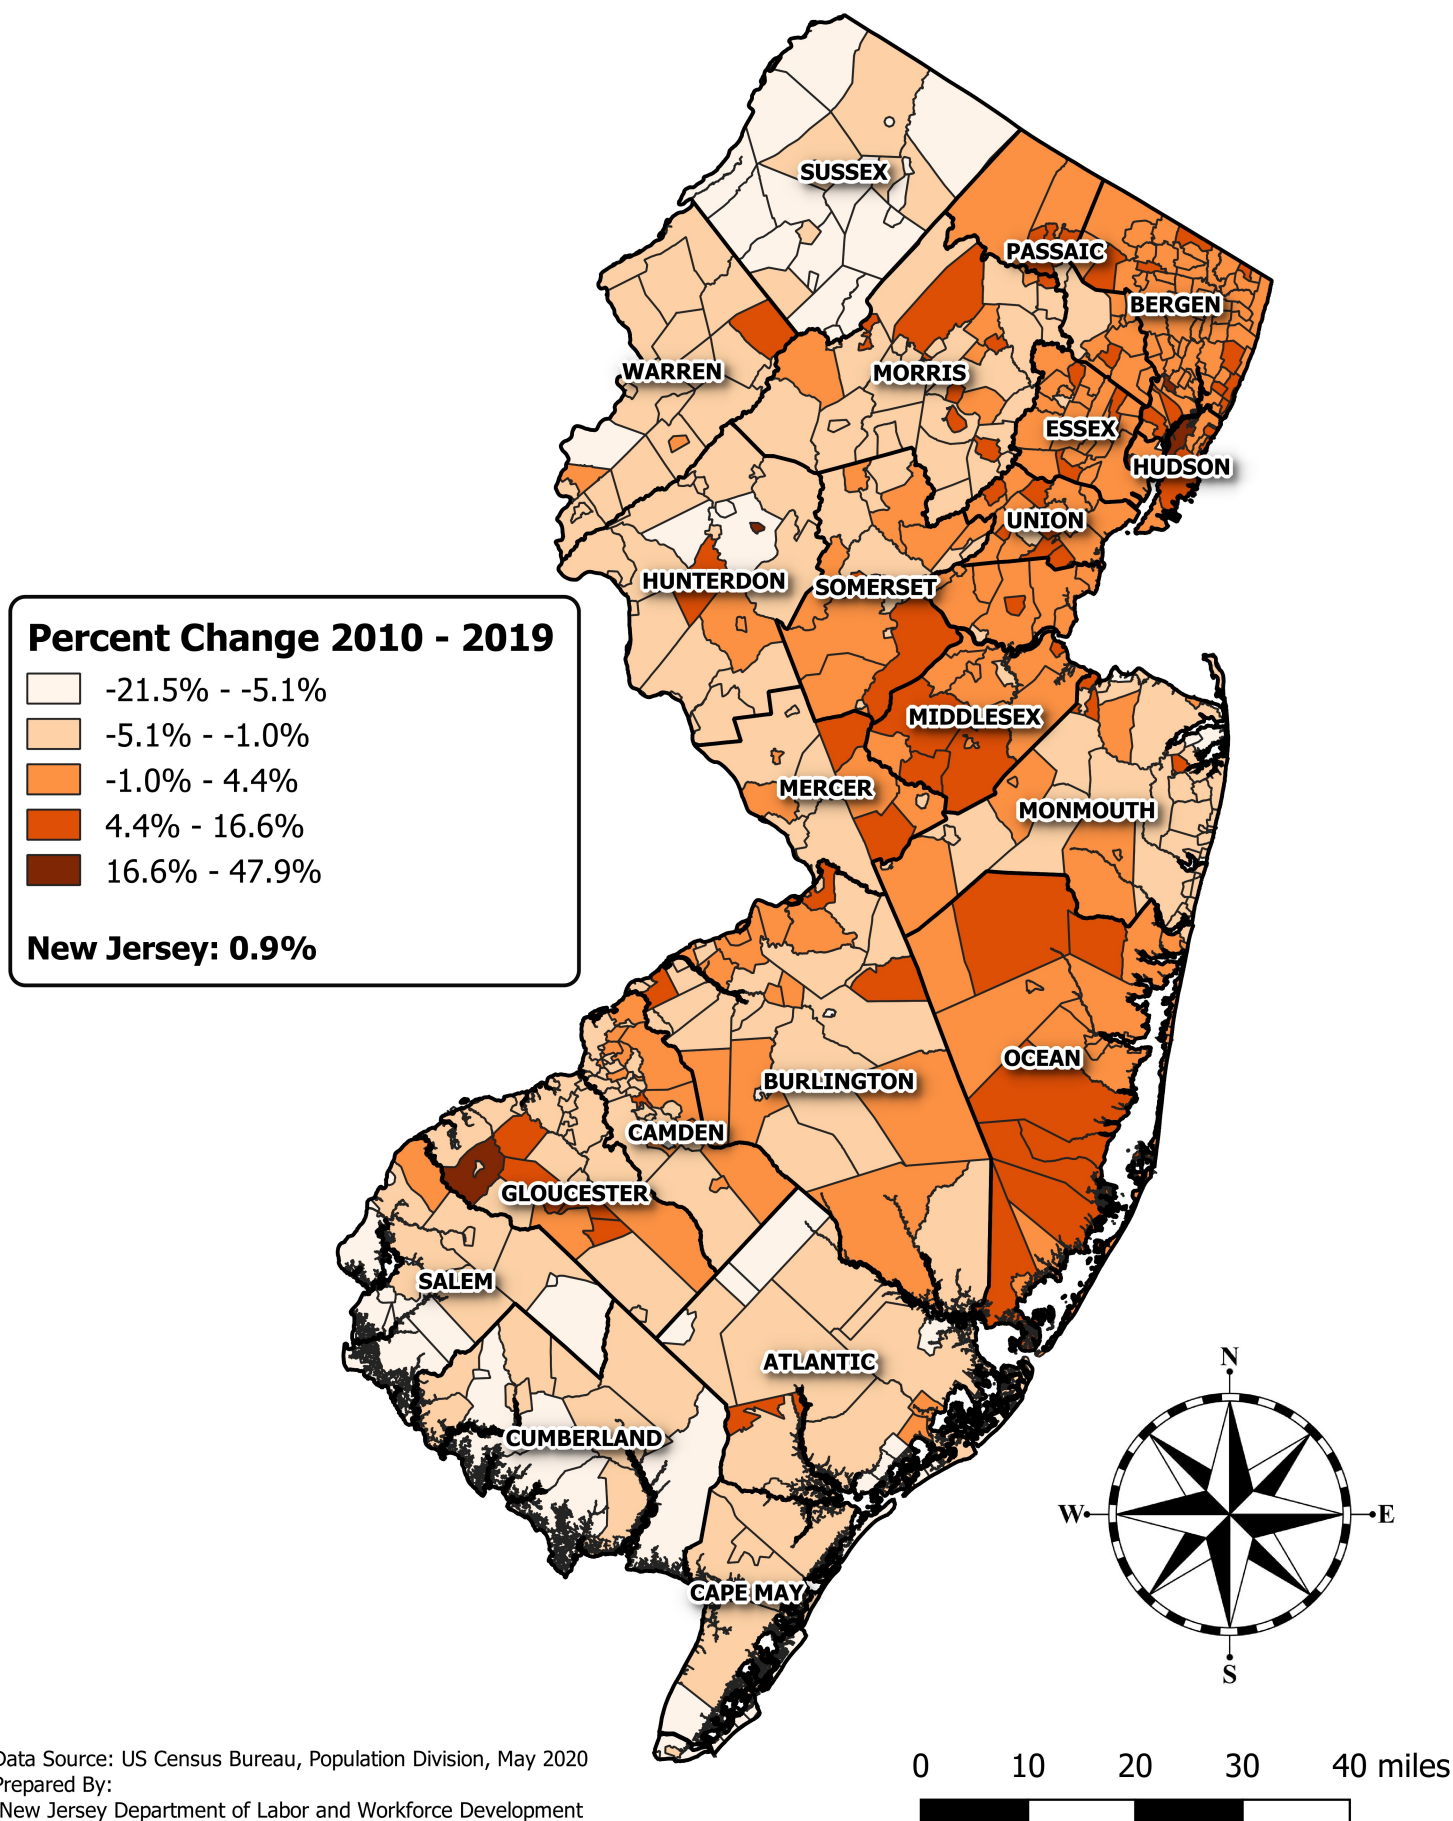 SUSSEX
PASSAIC
BERGEN
WARREN
MORRIS
ESSEX
HUDSON
UNION
HUNTERDON
SOMERSET
Percent Change 2010 - 2019
-21.5% - -5.1%
-5.1% - -1.0%
-1.0% - 4.4%
4.4% - 16.6%
16.6% - 47.9%
New Jersey: 0.9%
MIDDLESEX
MERCER
MONMOUTH
OCEAN
BURLINGTON
CAMDEN
GLOUCESTER
SALEM
ATLANTIC
CUMBERLAND
CAPE MAY
N
W
E
S
Data Source: US Census Bureau, Population Division, May 2020
Prepared By:
New Jersey Department of Labor and Workforce Development
0 10 20 30 40 miles